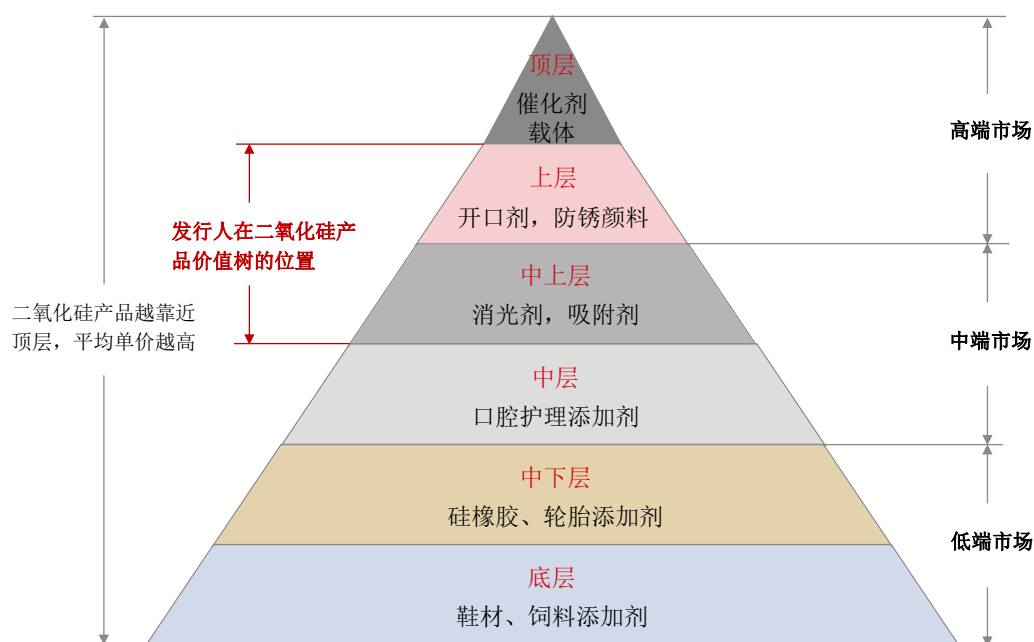 顶层
催化剂
载体
高端市场
上层
开口剂，防锈颜料
发行人在二氧化硅产
品价值树的位置
中上层
消光剂，吸附剂
二氧化硅产品越靠近
顶层，平均单价越高
中端市场
中层
口腔护理添加剂
中下层
硅橡胶、轮胎添加剂
低端市场
底层
鞋材、饲料添加剂